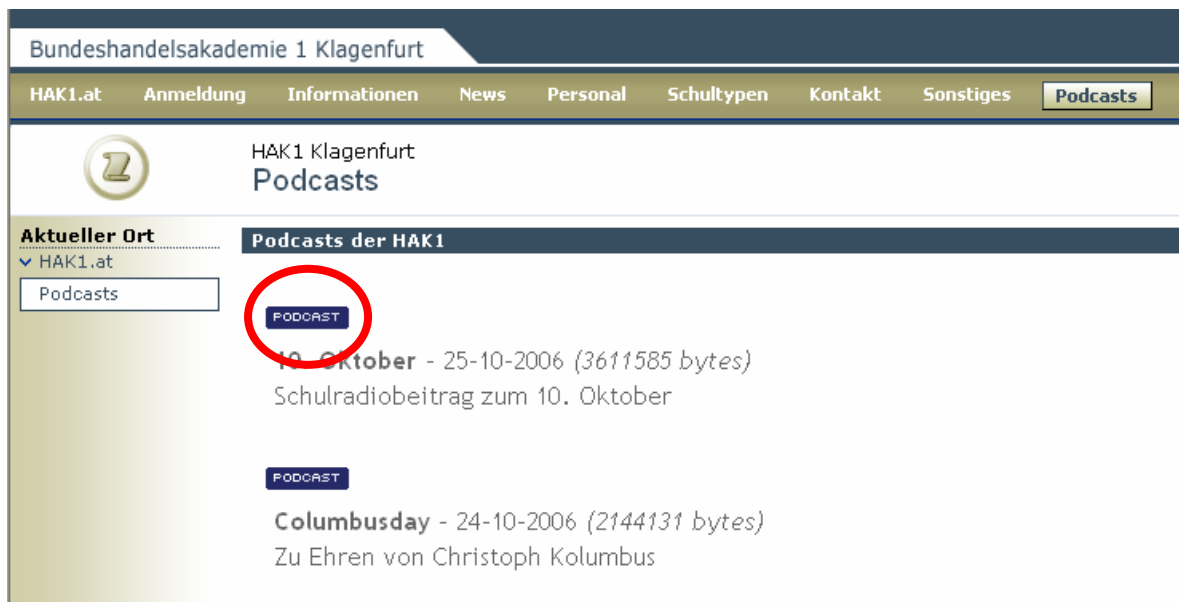 Bundeshandelsakademie 1 Klagenfurt
HAK1.at Anmeldung Informationen News Personal Schultypen Kontakt Sonstiges Podcasts
HAK1 Klagenfurt
Podcasts
Aktueller Ort
HAK1.at
Podcasts
Podcasts der HAK1
PODCAST
10. Oktober - 25-10-2006 (3611585 bytes)
Schulradiobeitrag zum 10. Oktober
PODCAST
Columbusday - 24-10-2006 (2144131 bytes)
Zu Ehren von Christoph Kolumbus